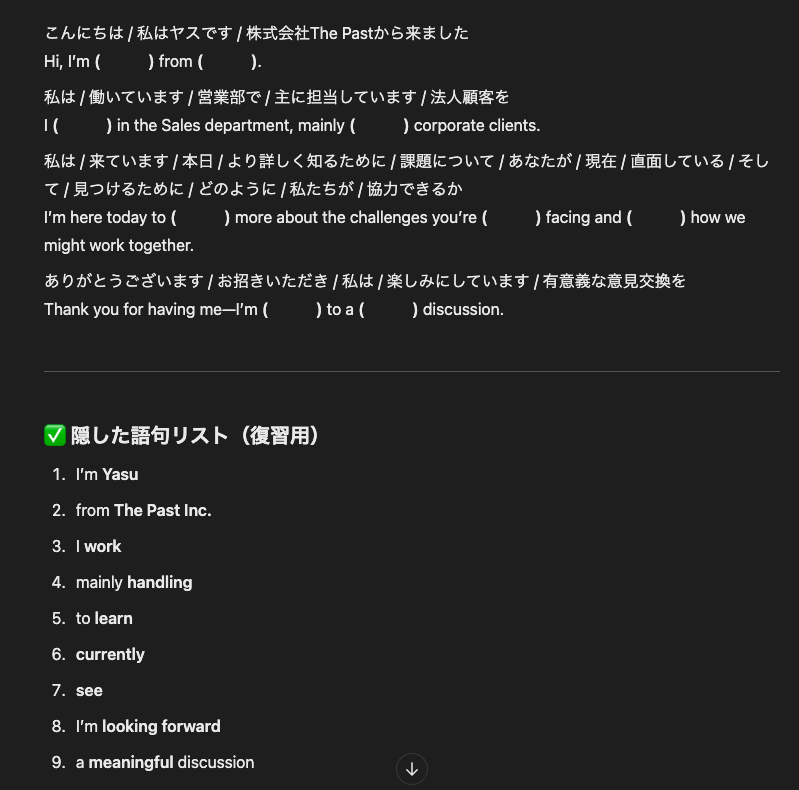 こんにちは / 私はヤスです / 株式会社The Pastから来ました
Hi, I’m (　　　) from (　　　).
私は / 働いています / 営業部で / 主に担当しています / 法人顧客を
I (　　　) in the Sales department, mainly (　　　) corporate clients.
私は / 来ています / 本日 / より詳しく知るために / 課題について / あなたが / 現在 / 直面している / そし
て / 見つけるために / どのように / 私たちが / 協力できるか
I’m here today to (　　　) more about the challenges you’re (　　　) facing and (　　　) how we
might work together.
ありがとうございます / お招きいただき / 私は / 楽しみにしています / 有意義な意見交換を
Thank you for having me—I’m (　　　) to a (　　　) discussion.
✅ 隠した語句リスト（復習用）
1. I’m Yasu
2. from The Past Inc.
3. I work
4. mainly handling
5. to learn
6. currently
7. see
8. I’m looking forward
9. a meaningful discussion